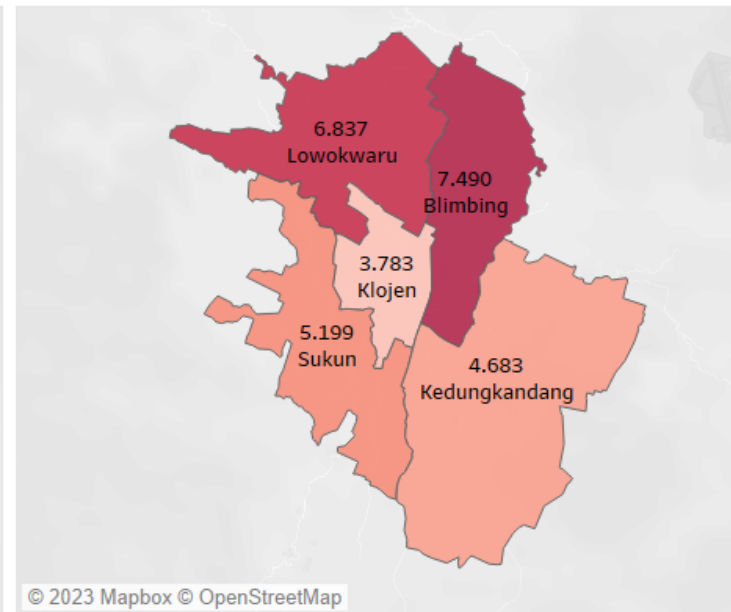 6.837
Lowokwaru
7.490
Blimbing
3.783
Klojen
5.199
Sukun
4.683
Kedungkandang
© 2023 Mapbox © OpenStreetMap